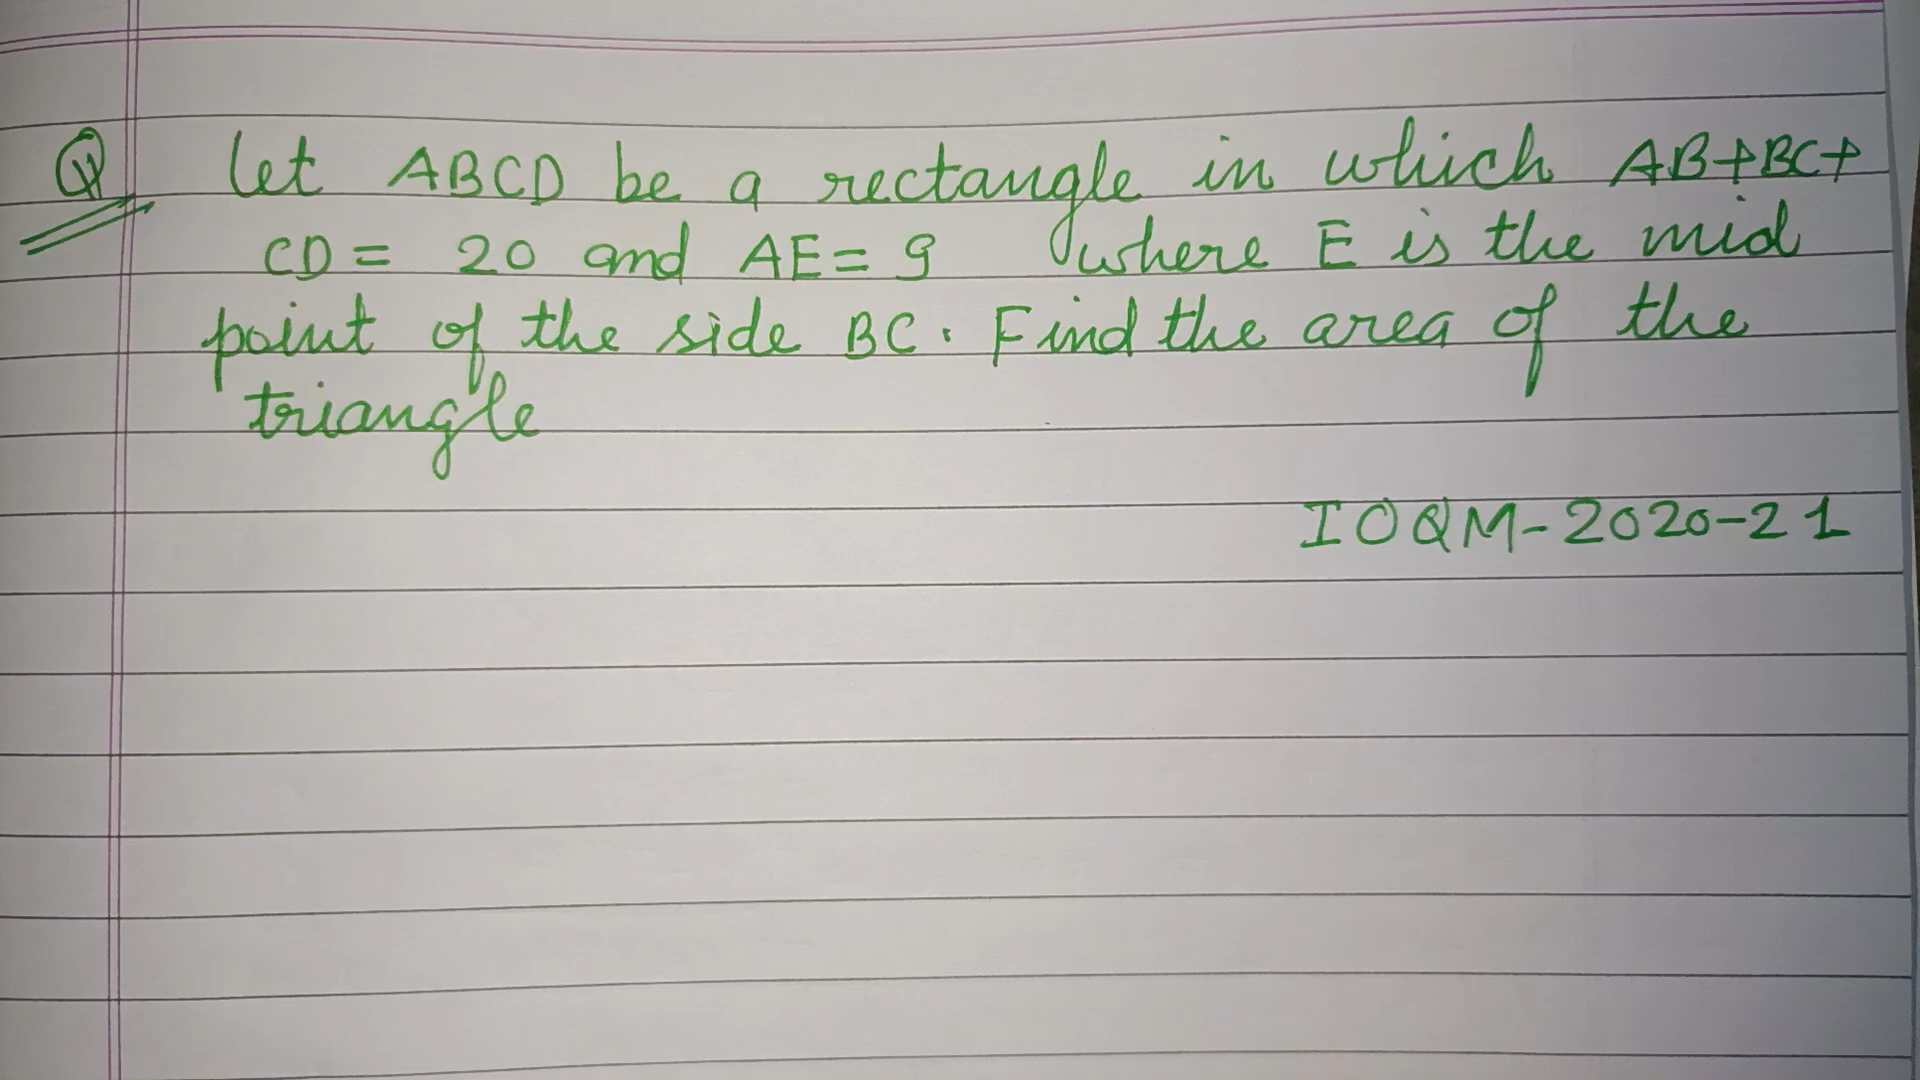 Q Let ABCD be a rectangle in which AB+BC+
CD = 20 and AE = 9 where E is the mid
point of the side BC. Find the area of the
triangle
IOQM-2020-21